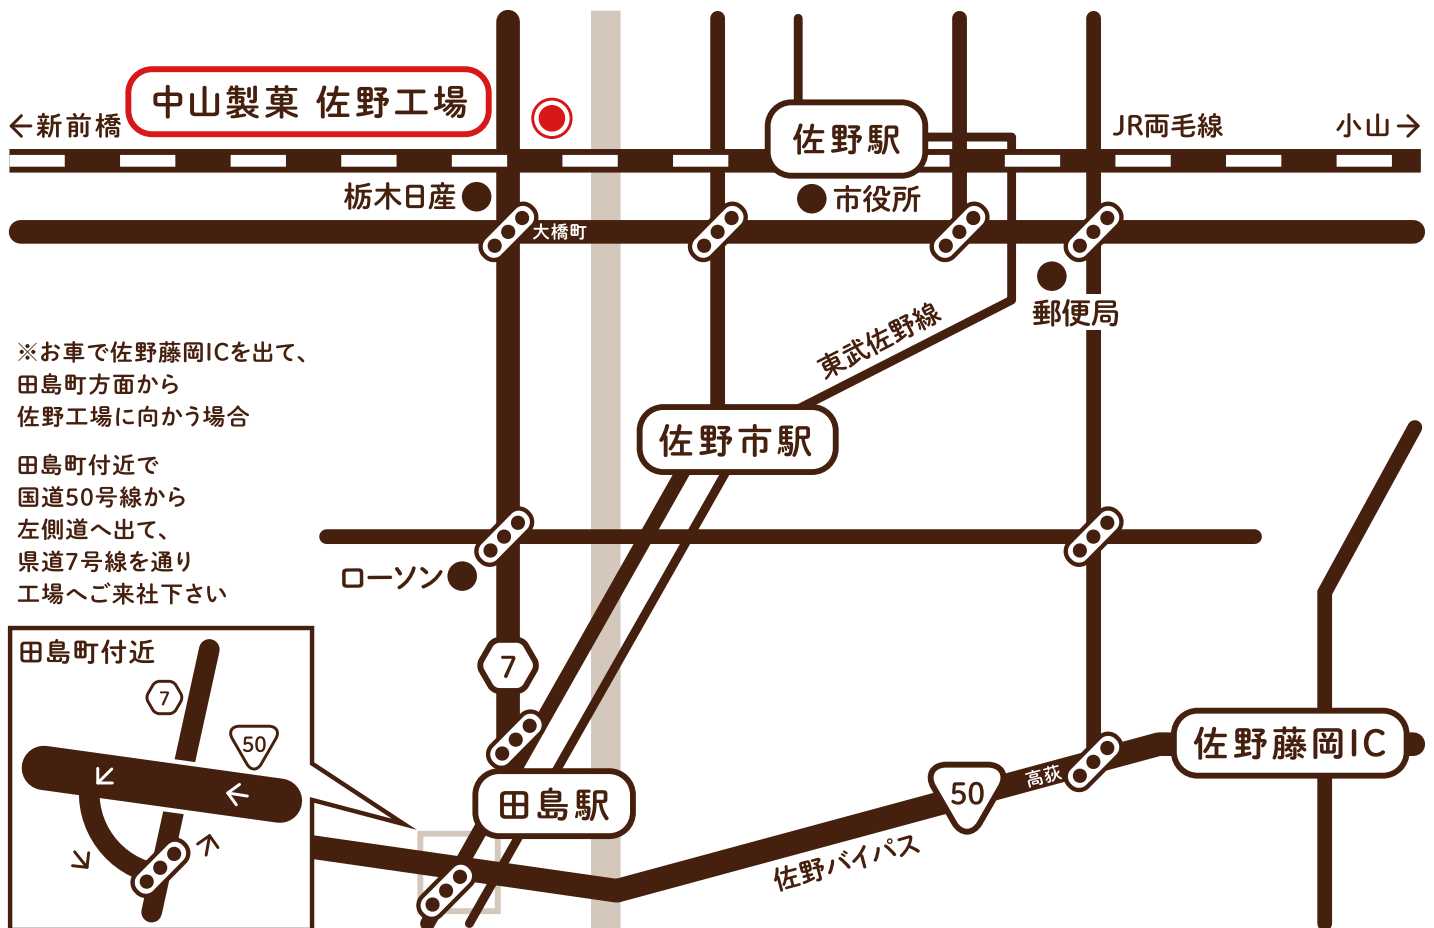 中山製菓 佐野工場
←新前橋
佐野駅
JR両毛線
小山→
栃木日産
市役所
大橋町
郵便局
東武佐野線
※お車で佐野藤岡ICを出て、
田島町方面から
佐野工場に向かう場合
田島町付近で
国道50号線から
左側道へ出て、
県道7号線を通り
工場へご来社下さい
佐野市駅
ローソン
7
田島町付近
7
50
田島駅
佐野藤岡IC
高荻
50
佐野バイパス